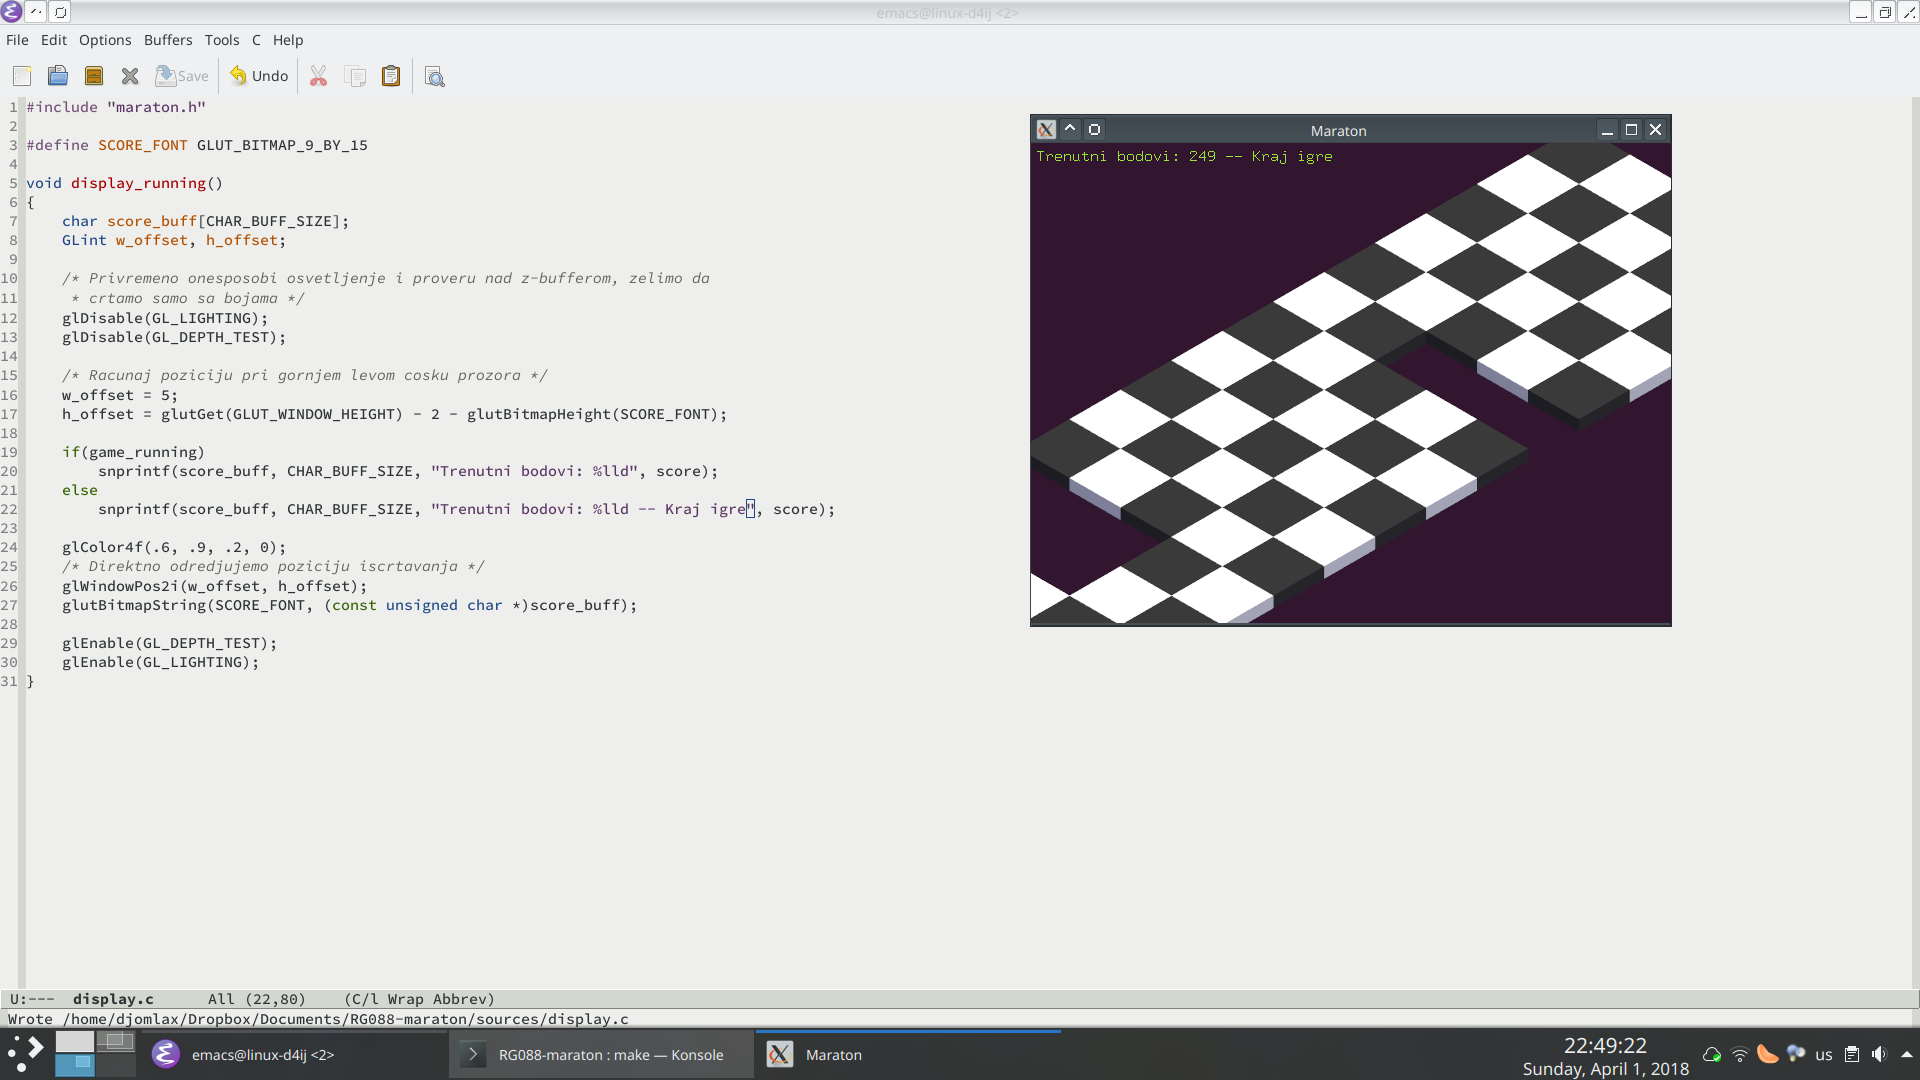 emacs@linux-d4ij <2>
File Edit Options Buffers Tools C Help
Save Undo
1 #include "maraton.h"
2
3 #define SCORE_FONT GLUT_BITMAP_9_BY_15
4
5 void display_running()
6 {
7     char score_buff[CHAR_BUFF_SIZE];
8     GLint w_offset, h_offset;
9
10     /* Privremeno onesposobi osvetljenje i proveru nad z-bufferom, zelimo da
11      * crtamo samo sa bojama */
12     glDisable(GL_LIGHTING);
13     glDisable(GL_DEPTH_TEST);
14
15     /* Racunaj poziciju pri gornjem levom cosku prozora */
16     w_offset = 5;
17     h_offset = glutGet(GLUT_WINDOW_HEIGHT) - 2 - glutBitmapHeight(SCORE_FONT);
18
19     if(game_running)
20         snprintf(score_buff, CHAR_BUFF_SIZE, "Trenutni bodovi: %lld", score);
21     else
22         snprintf(score_buff, CHAR_BUFF_SIZE, "Trenutni bodovi: %lld -- Kraj igre", score);
23
24     glColor4f(.6, .9, .2, 0);
25     /* Direktno odredjujemo poziciju iscrtavanja */
26     glWindowPos2i(w_offset, h_offset);
27     glutBitmapString(SCORE_FONT, (const unsigned char *)score_buff);
28
29     glEnable(GL_DEPTH_TEST);
30     glEnable(GL_LIGHTING);
31 }
Maraton
Trenutni bodovi: 249 -- Kraj igre
U:---  display.c      All (22,80)    (C/l Wrap Abbrev)
Wrote /home/djomlax/Dropbox/Documents/RG088-maraton/sources/display.c
emacs@linux-d4ij <2>
RG088-maraton : make — Konsole
Maraton
us
22:49:22
Sunday, April 1, 2018